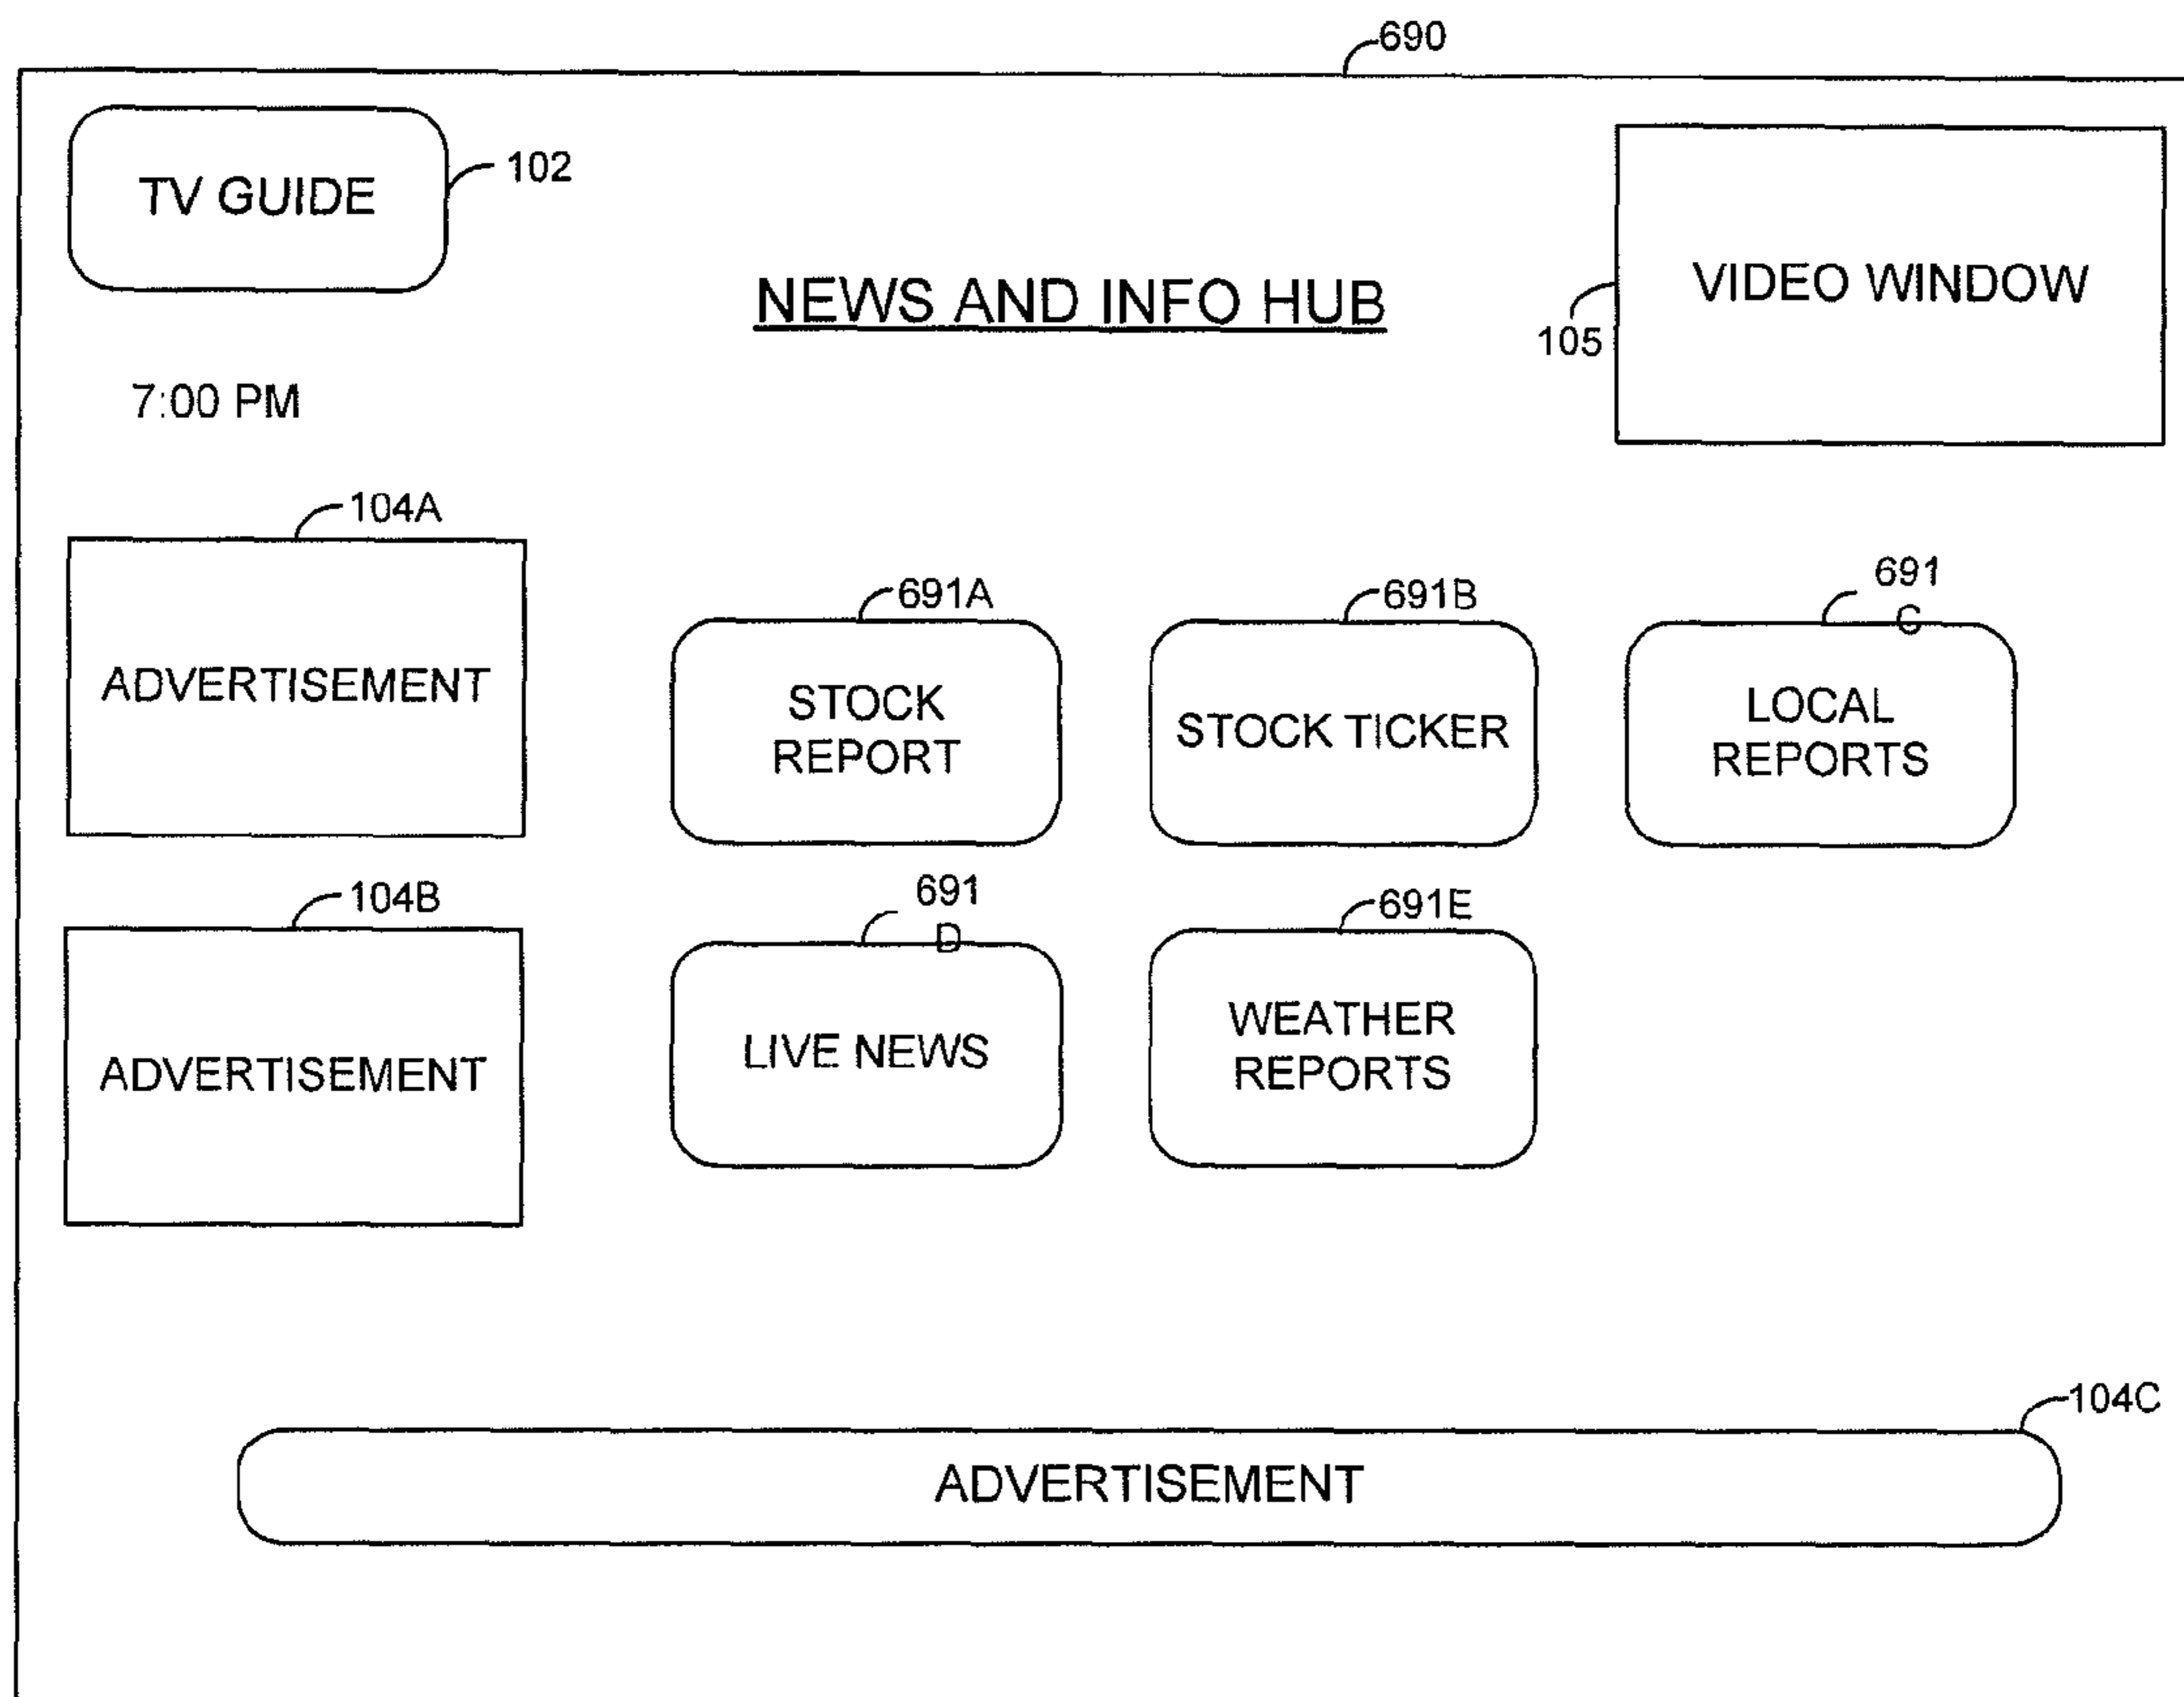 690
TV GUIDE
102
NEWS AND INFO HUB
VIDEO WINDOW
105
7:00 PM
104A
ADVERTISEMENT
691A
STOCK
REPORT
691B
STOCK TICKER
691
C
LOCAL
REPORTS
104B
ADVERTISEMENT
691
D
LIVE NEWS
691E
WEATHER
REPORTS
104C
ADVERTISEMENT